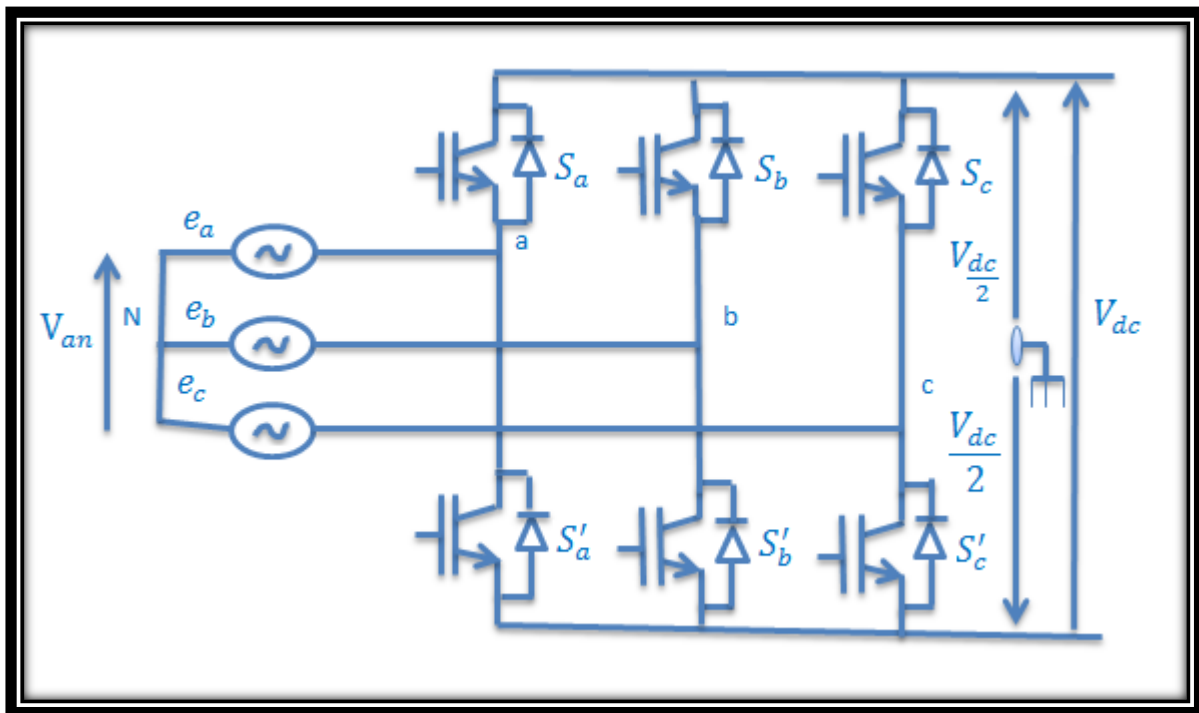 S_a
S_b
S_c
e_a
a
V_dc/2
V_an
N
e_b
b
V_dc
e_c
c
V_dc/2
S'_a
S'_b
S'_c